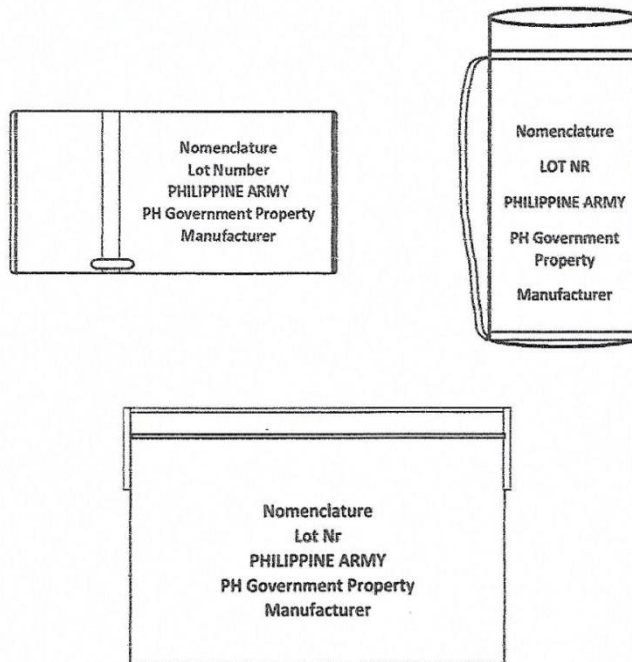 Nomenclature
Lot Number
PHILIPPINE ARMY
PH Government Property
Manufacturer
Nomenclature
LOT NR
PHILIPPINE ARMY
PH Government
Property
Manufacturer
Nomenclature
Lot Nr
PHILIPPINE ARMY
PH Government Property
Manufacturer